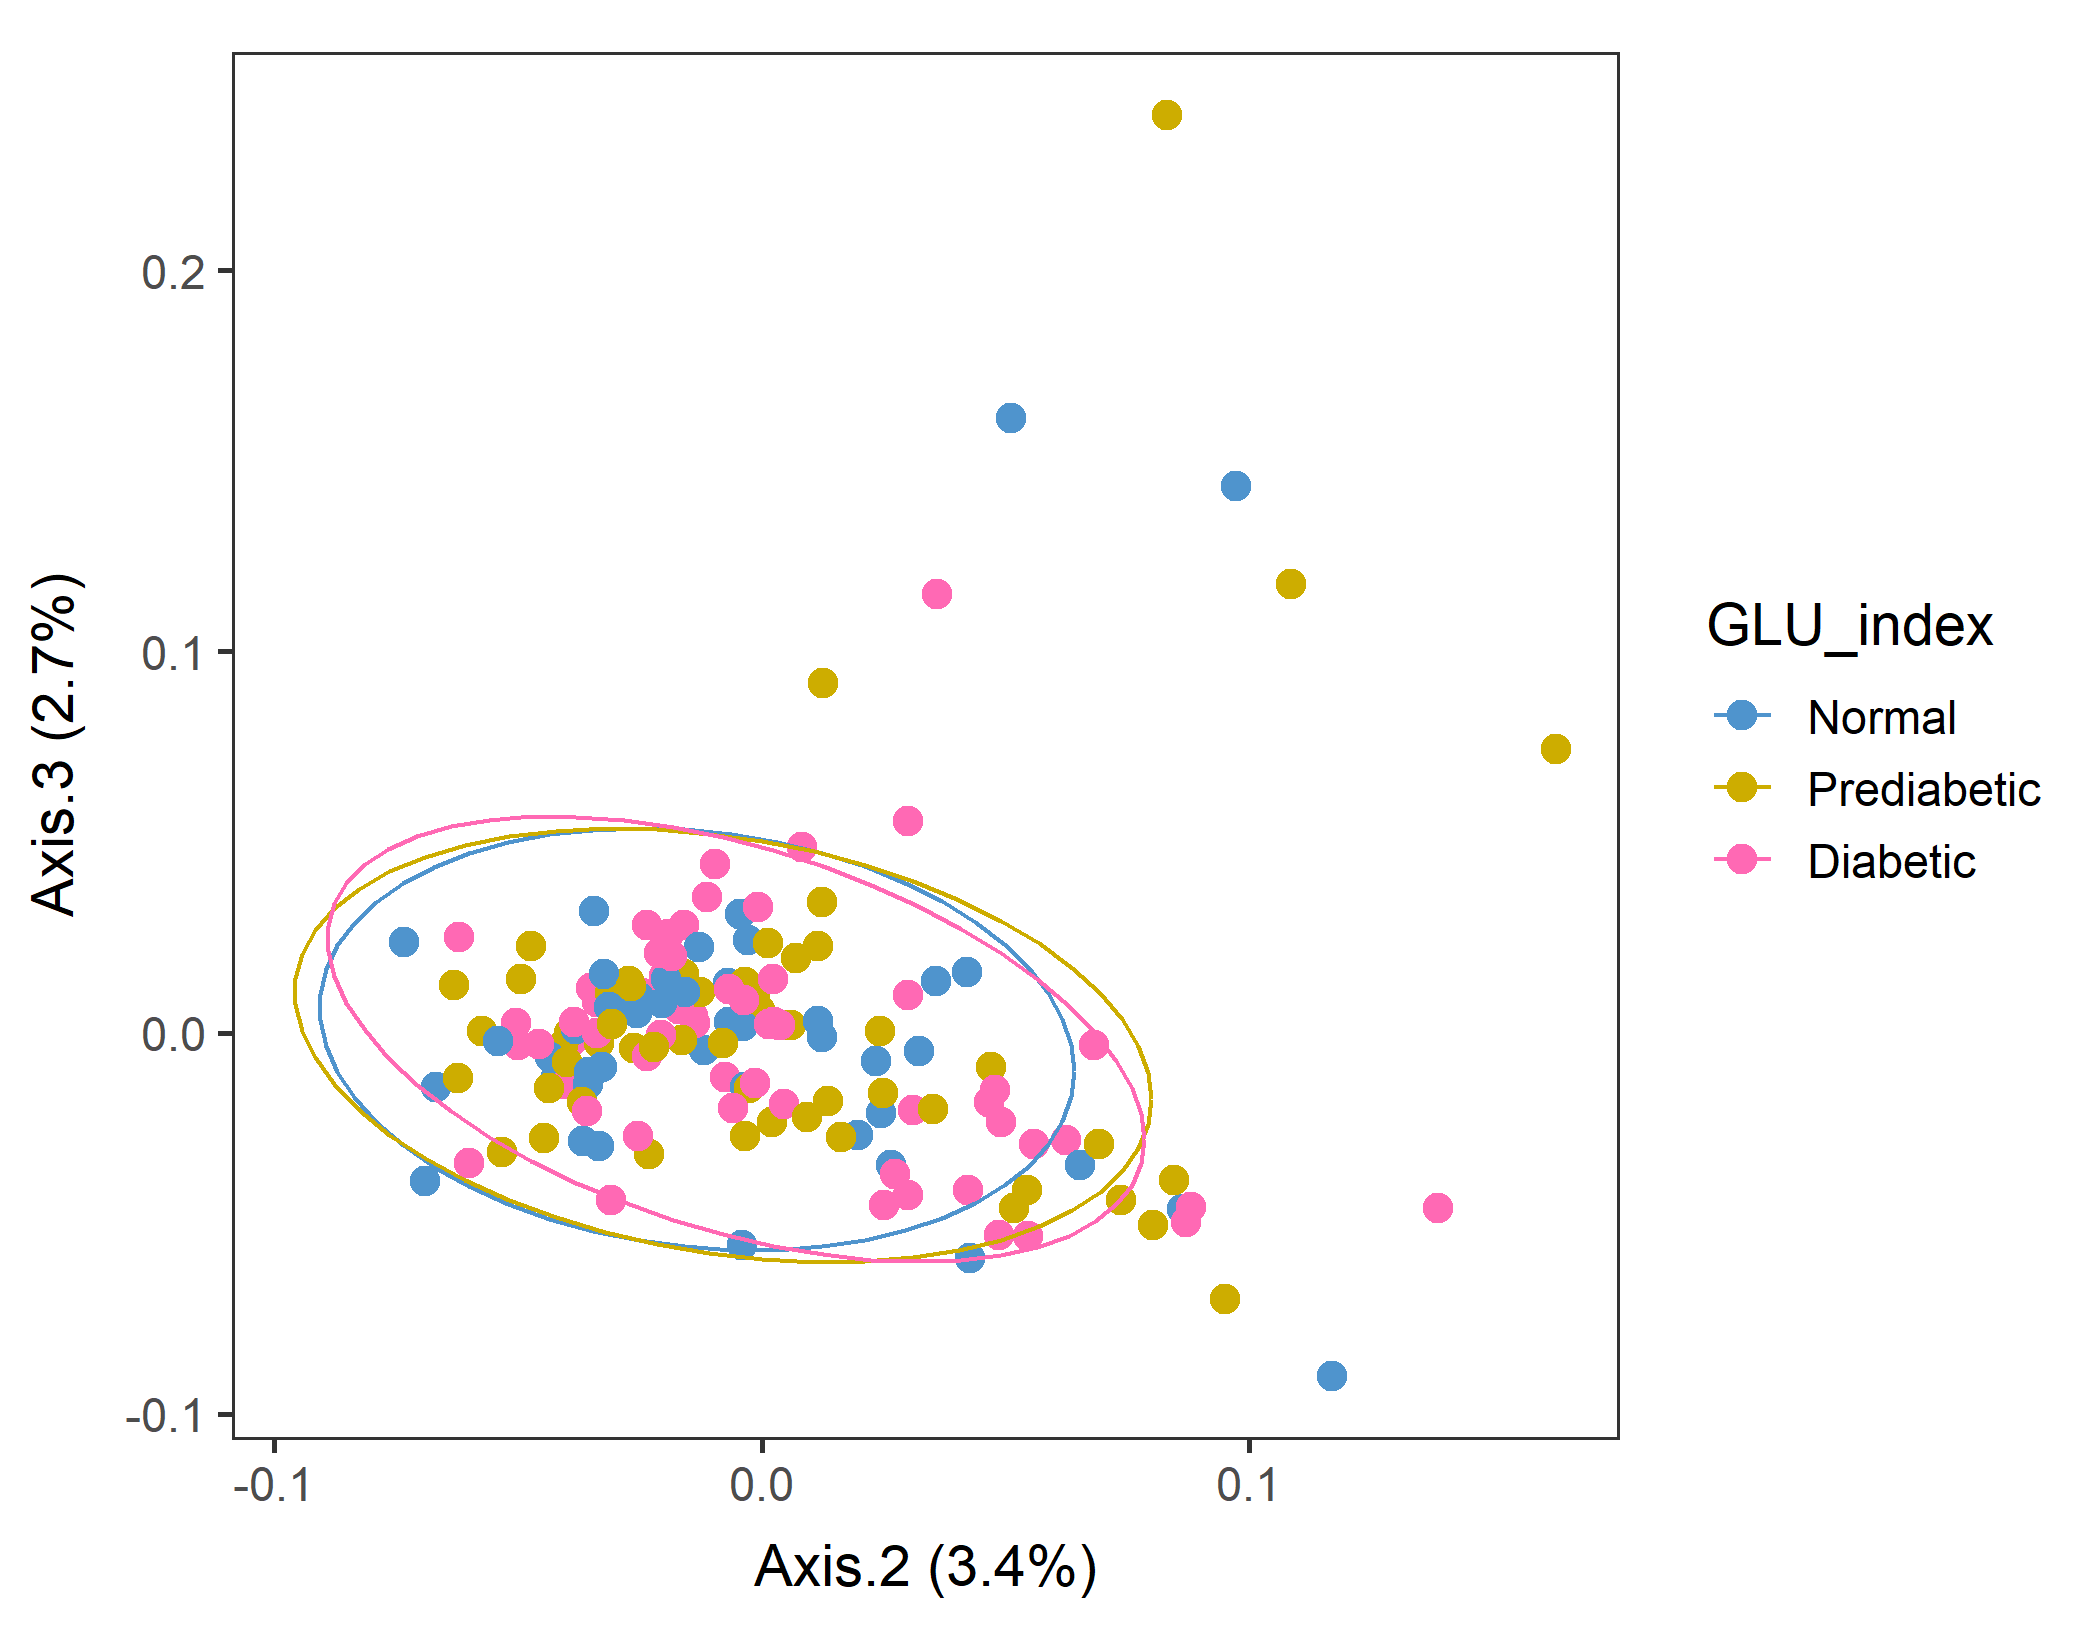 Axis.3 (2.7%)
0.2
0.1
0.0
-0.1
-0.1
0.0
0.1
Axis.2 (3.4%)
GLU_index
Normal
Prediabetic
Diabetic